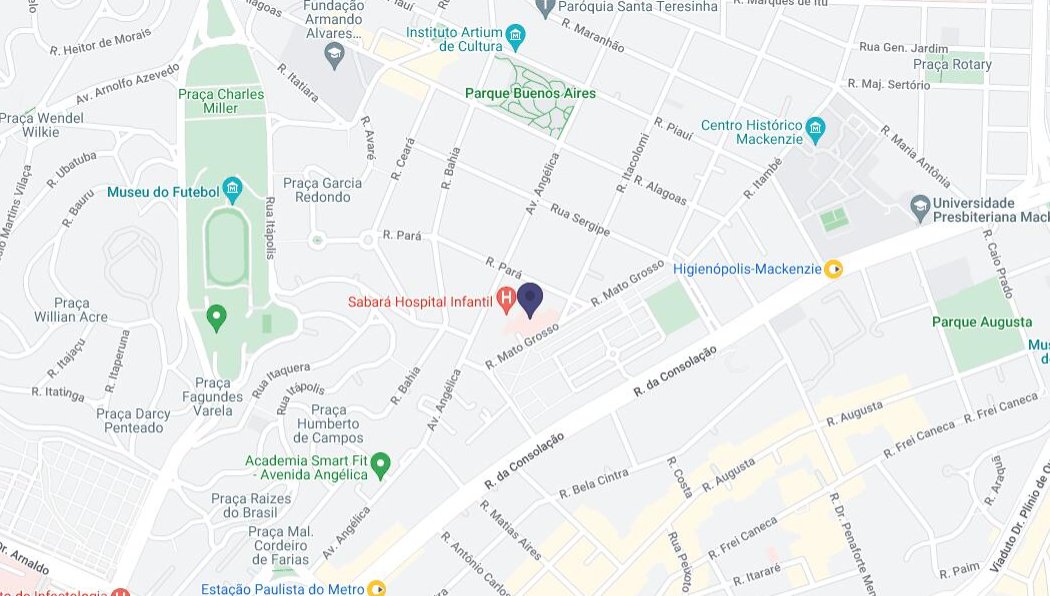 Alagoas
Piauí
Fundação
Armando
Alvares...
Paróquia Santa Teresinha
R. Marquês de Itu
R. Heitor de Morais
Instituto Artium
de Cultura
R. Maranhão
Rua Gen. Jardim
Praça Rotary
R. Maj. Sertório
Av. Arnolfo Azevedo
R. Itatiara
Praça Charles
Miller
Parque Buenos Aires
Praça Wendel
Wilkie
R. Avaré
R. Ceará
R. Bahia
R. Piauí
Centro Histórico
Mackenzie
R. Maria Antônia
R. Ubatuba
Av. Angélica
R. Itacolomi
R. Itambé
Martins Vilaça
R. Bauru
Museu do Futebol
Praça Garcia
Redondo
R. Alagoas
Universidade
Presbiteriana Mack
Rua Itápolis
R. Pará
Rua Sergipe
R. Caio Prado
R. Pará
R. Mato Grosso
Higienópolis-Mackenzie
Praça
Willian Acre
Sabará Hospital Infantil
Parque Augusta
R. Itaiaçu
R. Itaperuna
R. Mato Grosso
R. da Consolação
Mus
d
R. Itatinga
Praça
Fagundes
Varela
Rua Itaquera
Rua Itápolis
R. Bahia
Av. Angélica
Praça Darcy
Penteado
Praça
Humberto
de Campos
R. Augusta
R. Frei Caneca
R. Frei Caneca
R. da Consolação
Academia Smart Fit
- Avenida Angélica
R. Bela Cintra
R. Costa
R. Augusta
R. Araba
Praça Raizes
do Brasil
R. Matias Aires
R. Dr. Penaforte Men
Praça Mal.
Cordeiro
de Farias
Av. Angélica
R. Antônio Carlos
Rua Peixoto
R. Frei Caneca
R. Itararé
R. Paim
Viaduto Dr. Plínio de Q
Dr. Arnaldo
Estação Paulista do Metro
to de Infectologia